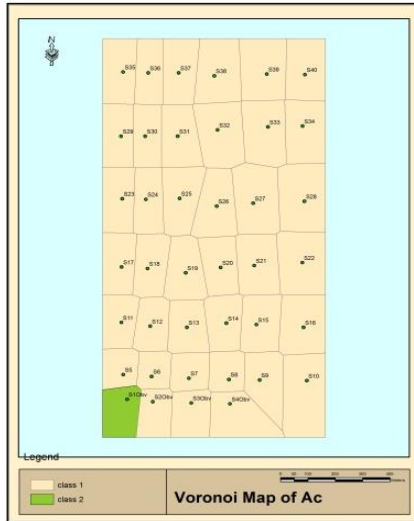 N
S35 S36 S37 S38 S39 S40
S29 S30 S31 S32 S33 S34
S23 S24 S25 S26 S27 S28
S17 S18 S19 S20 S21 S22
S11 S12 S13 S14 S15 S16
S5 S6 S7 S8 S9 S10
S1Obv S2Obv S3Obv S4Obv
Legend
class 1
class 2
Voronoi Map of Ac